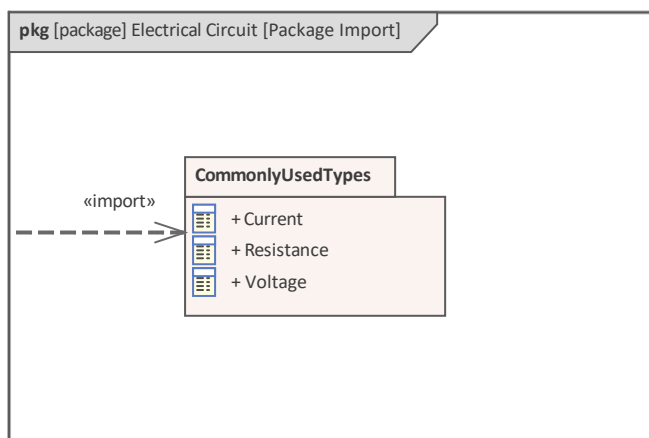 pkg [package] Electrical Circuit [Package Import]
CommonlyUsedTypes
«import»
+ Current
+ Resistance
+ Voltage